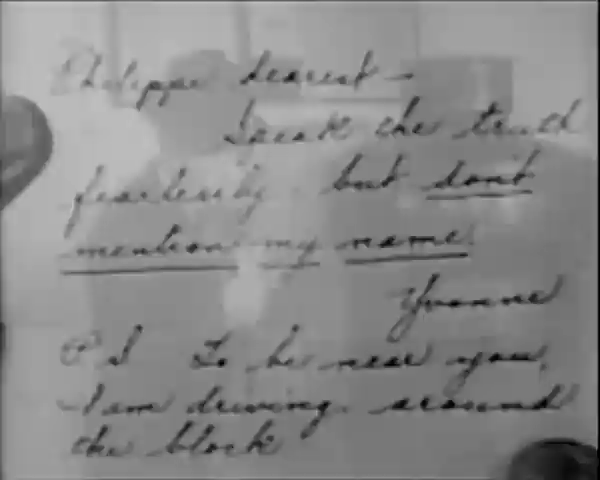 Philippe dearest -
Speak the truth
fearlessly - but don't
mention my name.
Yvonne
P.S. To be near you,
I am driving around
the block